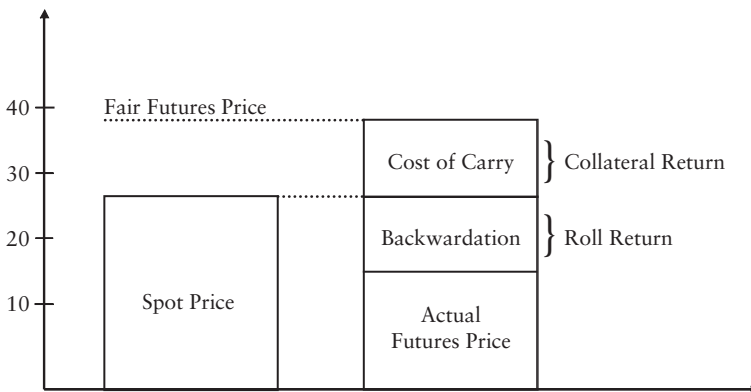 40
Fair Futures Price
Cost of Carry
Collateral Return
30
20
Backwardation
Roll Return
10
Spot Price
Actual
Futures Price